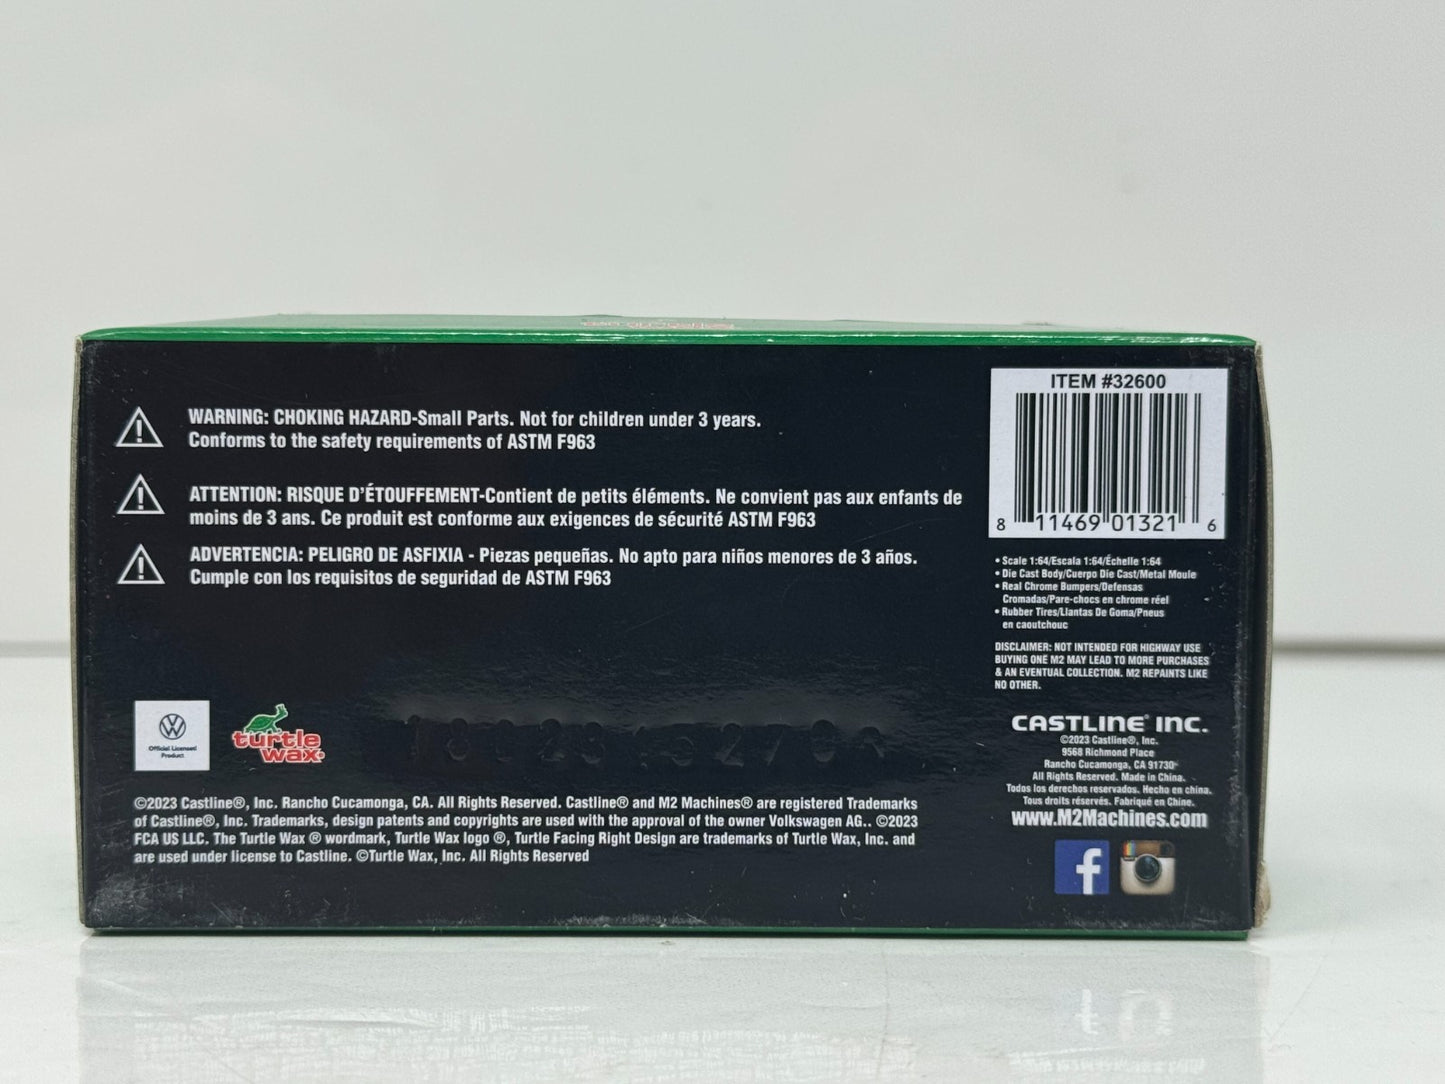 WARNING: CHOKING HAZARD-Small Parts. Not for children under 3 years.
Conforms to the safety requirements of ASTM F963
ATTENTION: RISQUE D'ÉTOUFFEMENT-Contient de petits éléments. Ne convient pas aux enfants de
moins de 3 ans. Ce produit est conforme aux exigences de sécurité ASTM F963
ADVERTENCIA: PELIGRO DE ASFIXIA - Piezas pequeñas. No apto para niños menores de 3 años.
Cumple con los requisitos de seguridad de ASTM F963
Official Licensed
Product
turtle
wax®
©2023 Castline®, Inc. Rancho Cucamonga, CA. All Rights Reserved. Castline® and M2 Machines® are registered Trademarks
of Castline®, Inc. Trademarks, design patents and copyrights are used with the approval of the owner Volkswagen AG.. ©2023
FCA US LLC. The Turtle Wax ® wordmark, Turtle Wax logo ®, Turtle Facing Right Design are trademarks of Turtle Wax, Inc. and
are used under license to Castline. ©Turtle Wax, Inc. All Rights Reserved
ITEM #32600
8 11469 01321 6
• Scale 1:64/Escala 1:64/Échelle 1:64
• Die Cast Body/Cuerpo Die Cast/Metal Moule
• Real Chrome Bumpers/Defensas
Cromadas/Pare-chocs en chrome réel
• Rubber Tires/Llantas De Goma/Pneus
en caoutchouc
DISCLAIMER: NOT INTENDED FOR HIGHWAY USE
BUYING ONE M2 MAY LEAD TO MORE PURCHASES
& AN EVENTUAL COLLECTION. M2 REPAINTS LIKE
NO OTHER.
CASTLINE® INC.
©2023 Castline®, Inc.
9568 Richmond Place
Rancho Cucamonga, CA 91730
All Rights Reserved. Made in China.
Todos los derechos reservados. Hecho en china.
Tous droits réservés. Fabriqué en Chine.
www.M2Machines.com